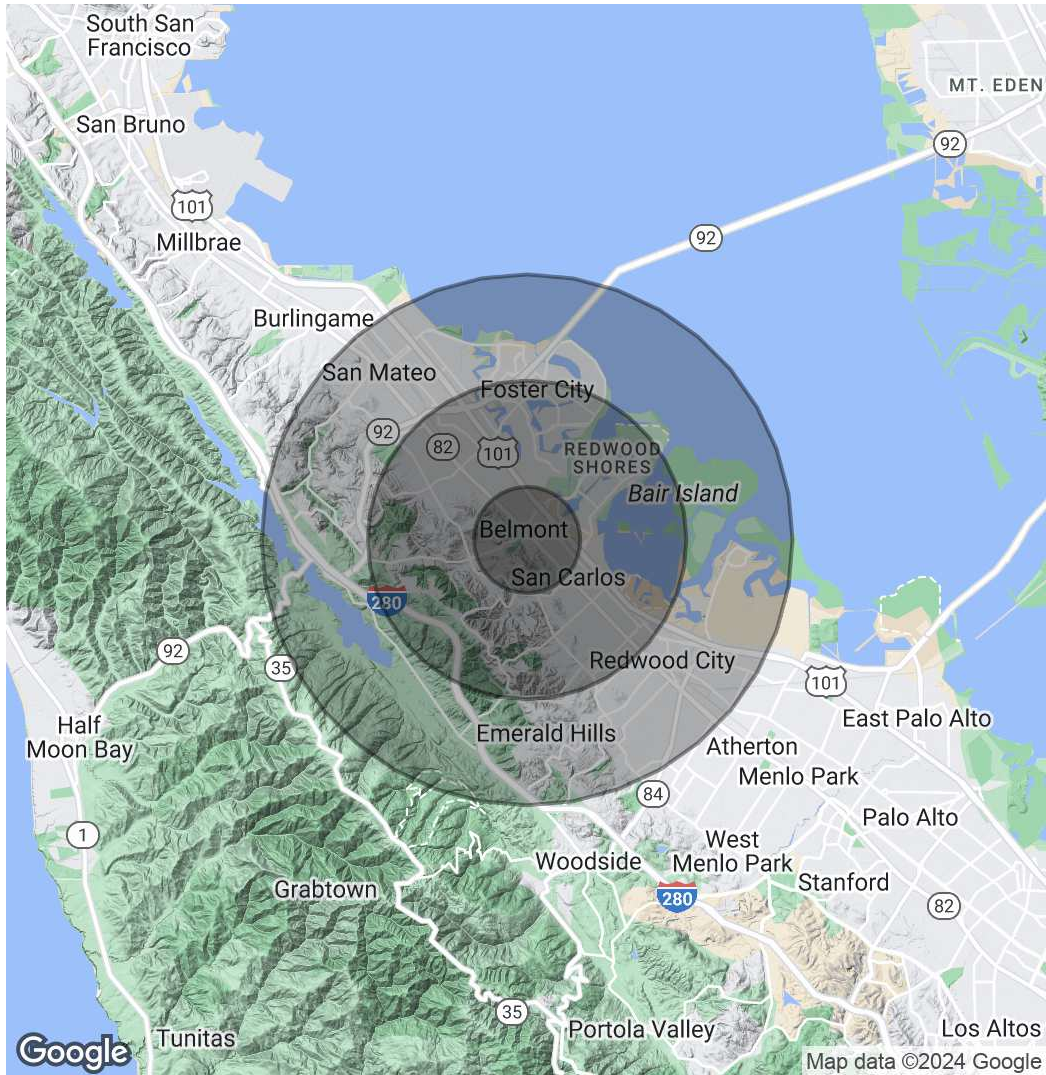 South San
Francisco
MT. EDEN
San Bruno
92
101
92
Millbrae
Burlingame
San Mateo
Foster City
92
82
101
REDWOOD
SHORES
Bair Island
Belmont
San Carlos
280
92
35
Redwood City
101
Half
Moon Bay
Emerald Hills
East Palo Alto
Atherton
Menlo Park
84
1
Palo Alto
West
Menlo Park
Woodside
Stanford
Grabtown
280
82
35
Portola Valley
Los Altos
Tunitas
Google
Map data ©2024 Google